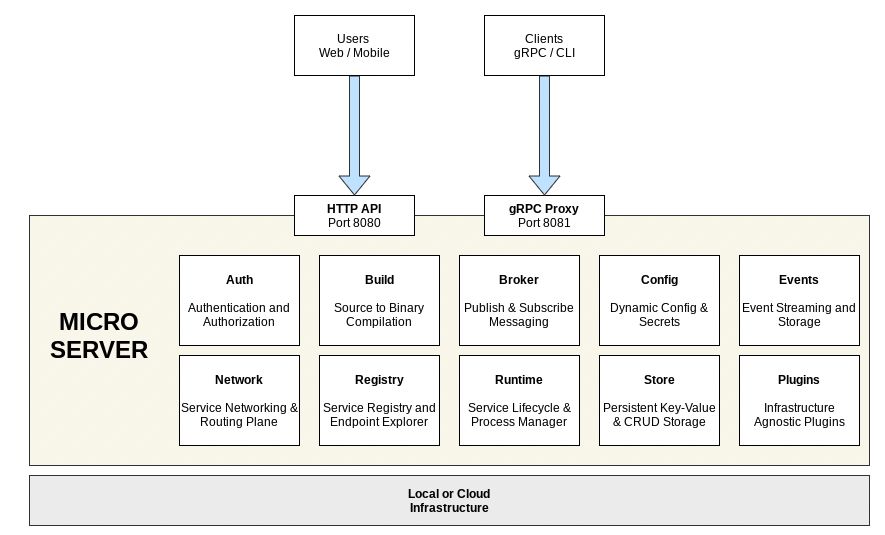 Users
Web / Mobile
Clients
gRPC / CLI
HTTP API
Port 8080
gRPC Proxy
Port 8081
MICRO
SERVER
Auth
Authentication and
Authorization
Build
Source to Binary
Compilation
Broker
Publish & Subscribe
Messaging
Config
Dynamic Config &
Secrets
Events
Event Streaming and
Storage
Network
Service Networking &
Routing Plane
Registry
Service Registry and
Endpoint Explorer
Runtime
Service Lifecycle &
Process Manager
Store
Persistent Key-Value
& CRUD Storage
Plugins
Infrastructure
Agnostic Plugins
Local or Cloud
Infrastructure